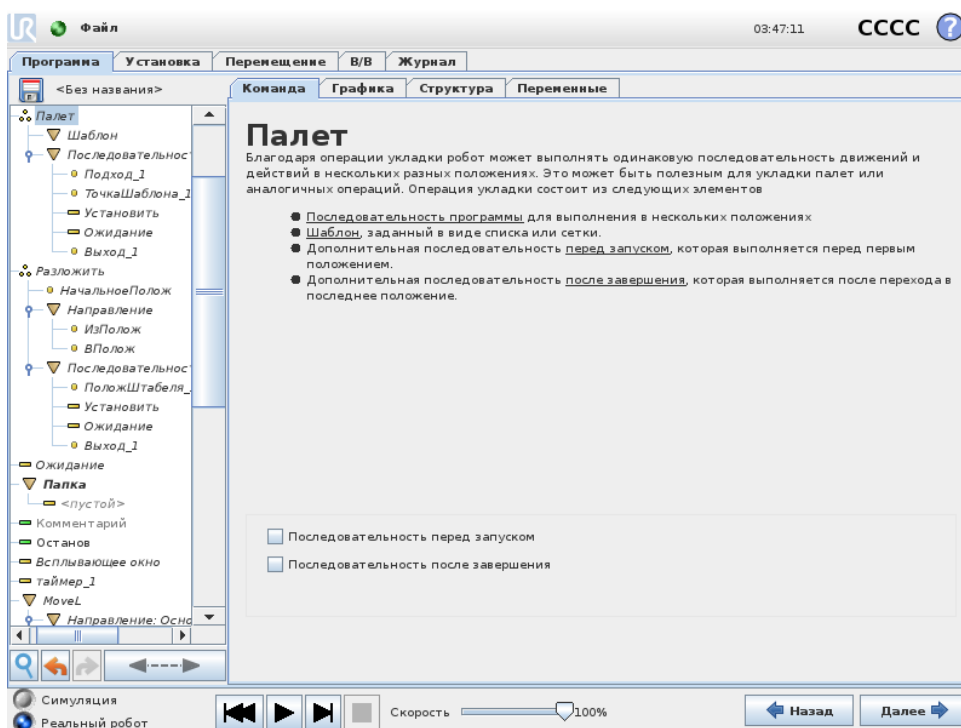 Файл
03:47:11
CCCC
?
Программа Установка Перемещение В/В Журнал
<Без названия>
Команда Графика Структура Переменные
Палет
Шаблон
Последовательнос
Подход_1
ТочкаШаблона_1
Установить
Ожидание
Выход_1
Разложить
НачальноеПолож
Направление
ИзПолож
ВПолож
Последовательнос
ПоложШтабеля_
Установить
Ожидание
Выход_1
Ожидание
Папка
<пустой>
Комментарий
Останов
Всплывающее окно
таймер_1
MoveL
Направление: Осно
Палет
Благодаря операции укладки робот может выполнять одинаковую последовательность движений и
действий в нескольких разных положениях. Это может быть полезным для укладки палет или
аналогичных операций. Операция укладки состоит из следующих элементов
Последовательность программы для выполнения в нескольких положениях
Шаблон, заданный в виде списка или сетки.
Дополнительная последовательность перед запуском, которая выполняется перед первым
положением.
Дополнительная последовательность после завершения, которая выполняется после перехода в
последнее положение.
Последовательность перед запуском
Последовательность после завершения
Симуляция
Реальный робот
Скорость 100%
Назад
Далее